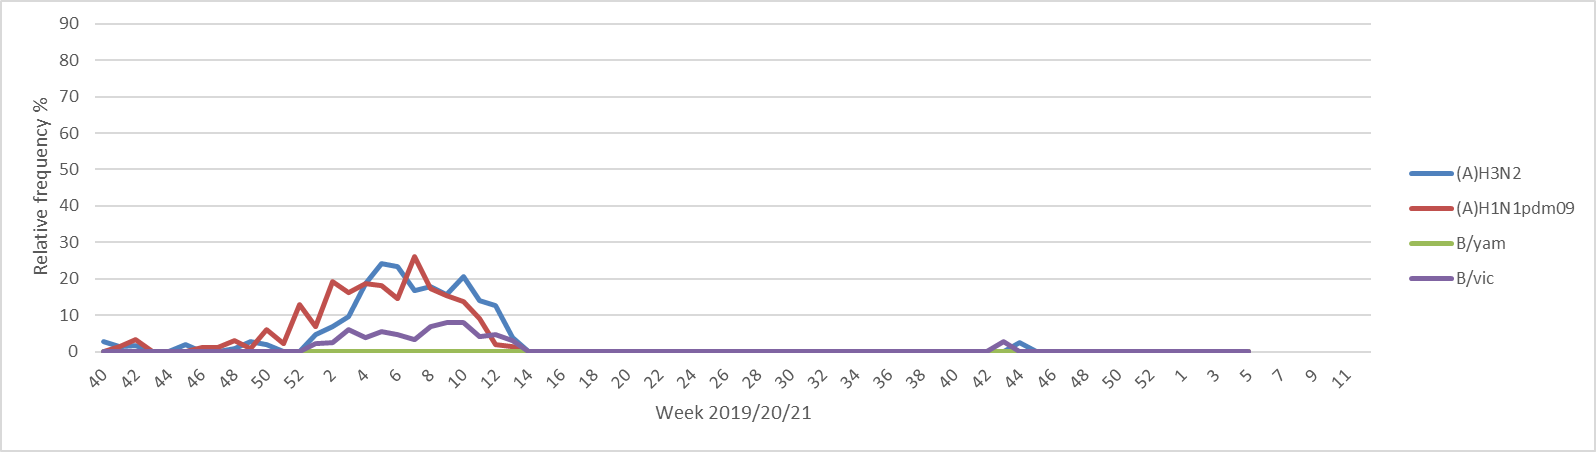 90
80
70
60
50
40
30
20
10
0
Relative frequency %
40 42 44 46 48 50 52 2 4 6 8 10 12 14 16 18 20 22 24 26 28 30 32 34 36 38 40 42 44 46 48 50 52 1 3 5 7 9 11
Week 2019/20/21
(A)H3N2
(A)H1N1pdm09
B/yam
B/vic